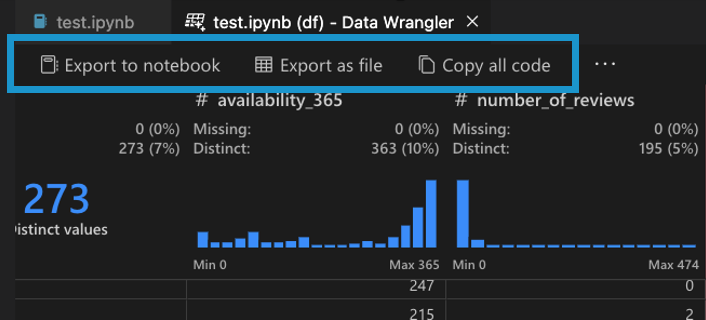 test.ipynb
test.ipynb (df) - Data Wrangler
Export to notebook
Export as file
Copy all code
# availability_365
# number_of_reviews
0 (0%)
Missing: 0 (0%)
Missing: 0 (0%)
273 (7%)
Distinct: 363 (10%)
Distinct: 195 (5%)
273
Distinct values
Min 0 Max 365
Min 0 Max 474
247 0
215 2